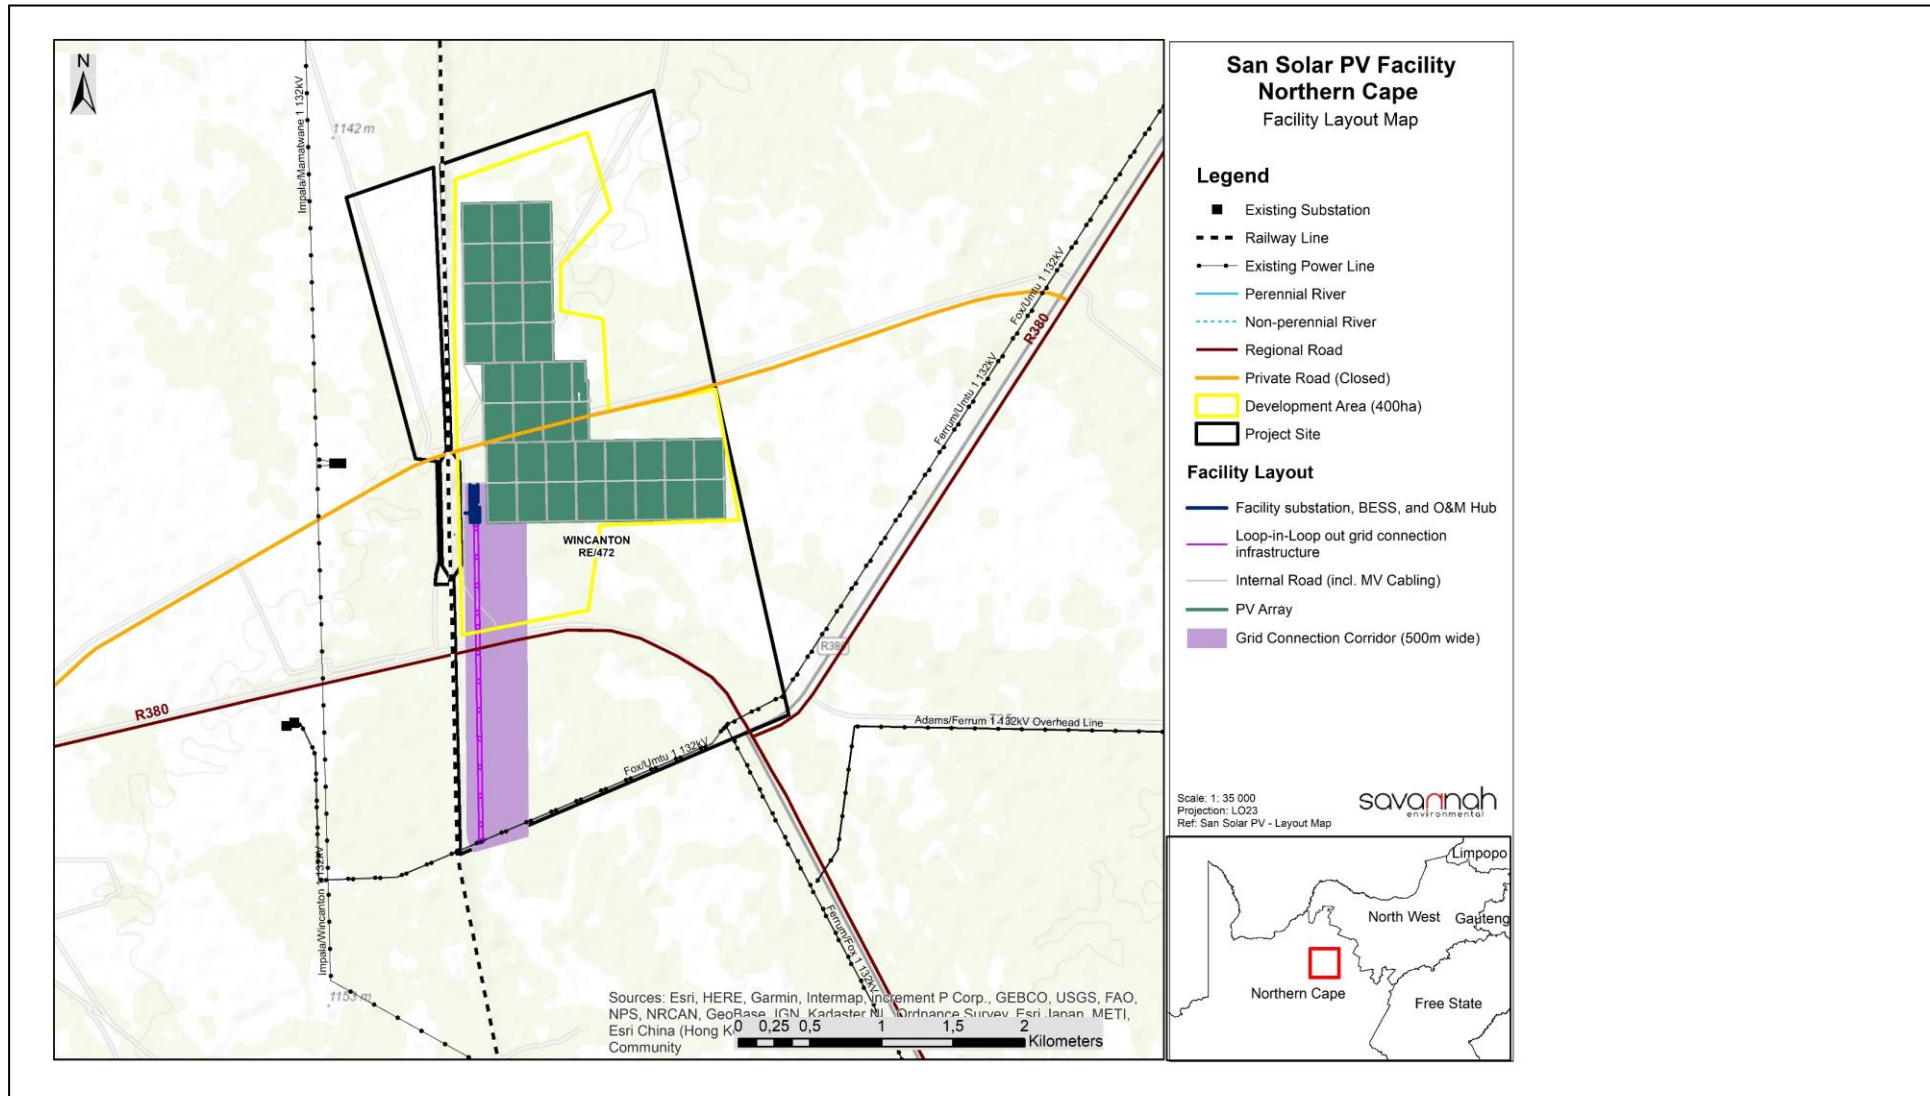 N
1142 m
Impala/Mamatwane 1 132kV
Fox/Umtu 1 132kV
R380
Ferrum/Umtu 1 132kV
WINCANTON
RE/472
R380
R380
Adams/Ferrum 1 132kV Overhead Line
Fox/Umtu 1 132kV
Impala/Wincanton 1 132kV
Ferrum/Fox 1 132kV
1153 m
Sources: Esri, HERE, Garmin, Intermap, increment P Corp., GEBCO, USGS, FAO,
NPS, NRCAN, GeoBase, IGN, Kadaster NL, Ordnance Survey, Esri Japan, METI,
Esri China (Hong
Community
0 0,25 0,5 1 1,5 2
Kilometers
San Solar PV Facility
Northern Cape
Facility Layout Map
Legend
Existing Substation
Railway Line
Existing Power Line
Perennial River
Non-perennial River
Regional Road
Private Road (Closed)
Development Area (400ha)
Project Site
Facility Layout
Facility substation, BESS, and O&M Hub
Loop-in-Loop out grid connection
infrastructure
Internal Road (incl. MV Cabling)
PV Array
Grid Connection Corridor (500m wide)
Scale: 1: 35 000
Projection: LO23
Ref: San Solar PV - Layout Map
savannah
environmental
Limpopo
North West
Gauteng
Northern Cape
Free State